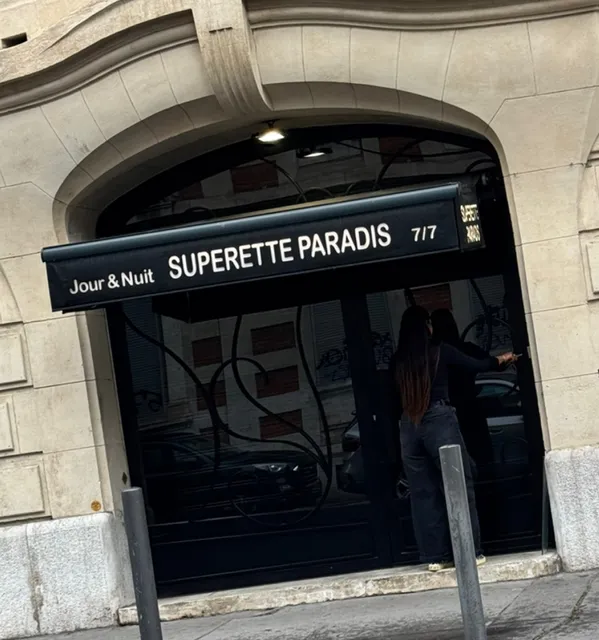 Jour & Nuit SUPERETTE PARADIS 7/7
SUPERETTE
PARADIS